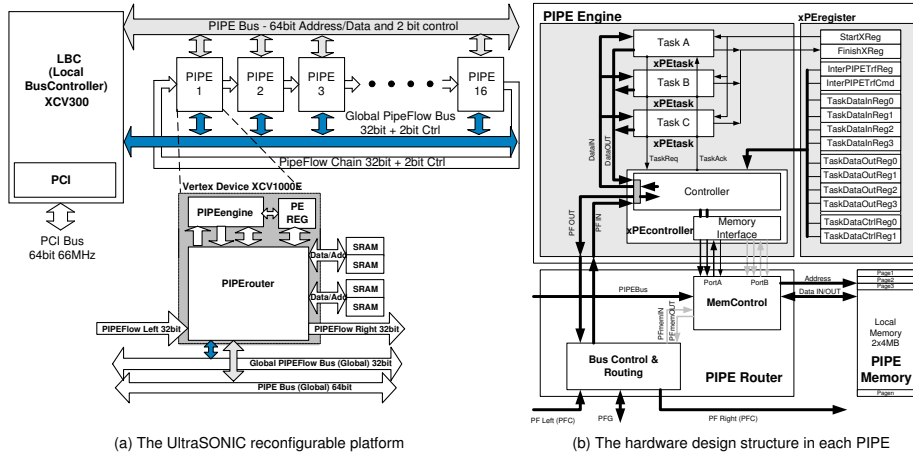 PIPE Bus - 64bit Address/Data and 2 bit control
LBC
(Local
BusController)
XCV300
PCI
PCI Bus
64bit 66MHz
PIPE
1
PIPE
2
PIPE
3
PIPE
16
Global PipeFlow Bus
32bit + 2bit Ctrl
PipeFlow Chain 32bit + 2bit Ctrl
Vertex Device XCV1000E
PIPEengine
PE
REG
PIPErouter
Data/Add
SRAM
SRAM
Data/Add
SRAM
SRAM
PIPEFlow Left 32bit
PIPEFlow Right 32bit
Global PIPEFlow Bus (Global) 32bit
PIPE Bus (Global) 64bit
(a) The UltraSONIC reconfigurable platform
PIPE Engine
Task A
xPEtask
Task B
xPEtask
Task C
xPEtask
DataIN
DataOUT
TaskReq
TaskAck
Controller
xPEcontroller
Memory
Interface
PF OUT
PF IN
xPEregister
StartXReg
FinishXReg
InterPIPETrfReg
InterPIPETrfCmd
TaskDataInReg0
TaskDataInReg1
TaskDataInReg2
TaskDataInReg3
TaskDataOutReg0
TaskDataOutReg1
TaskDataOutReg2
TaskDataOutReg3
TaskDataCtrlReg0
TaskDataCtrlReg1
PIPEBus
PortA
PortB
MemControl
PFmemIN
PFmemOUT
Address
Data IN/OUT
Bus Control &
Routing
PIPE Router
Page1
Page2
Page3
Local
Memory
2x4MB
PIPE
Memory
Pagen
PF Left (PFC)
PFG
PF Right (PFC)
(b) The hardware design structure in each PIPE